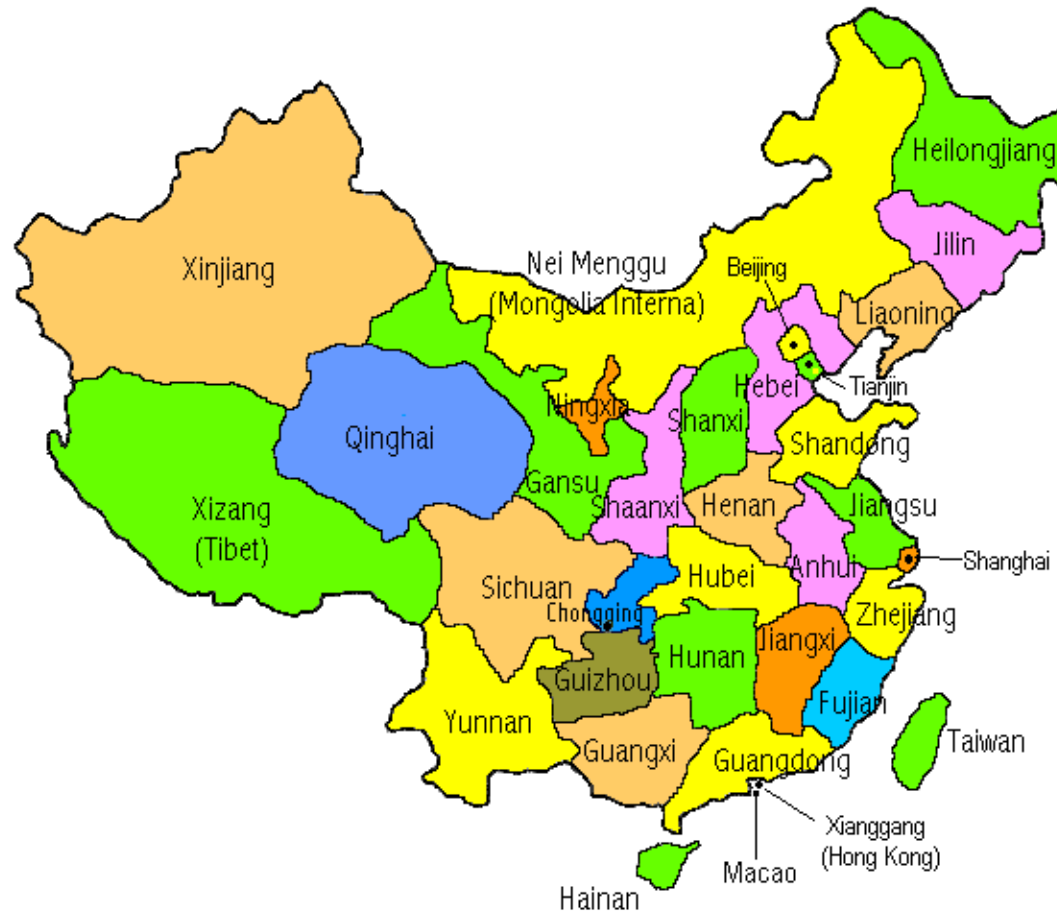 Heilongjiang
Jilin
Xinjiang
Nei Menggu
(Mongolia Interna)
Beijing
Liaoning
Hebei
Tianjin
Ningxia
Shanxi
Qinghai
Shandong
Gansu
Shaanxi
Henan
Jiangsu
Xizang
(Tibet)
Shanghai
Anhui
Hubei
Sichuan
Chongqing
Zhejiang
Jiangxi
Hunan
Guizhou
Fujian
Yunnan
Taiwan
Guangxi
Guangdong
Xianggang
(Hong Kong)
Macao
Hainan